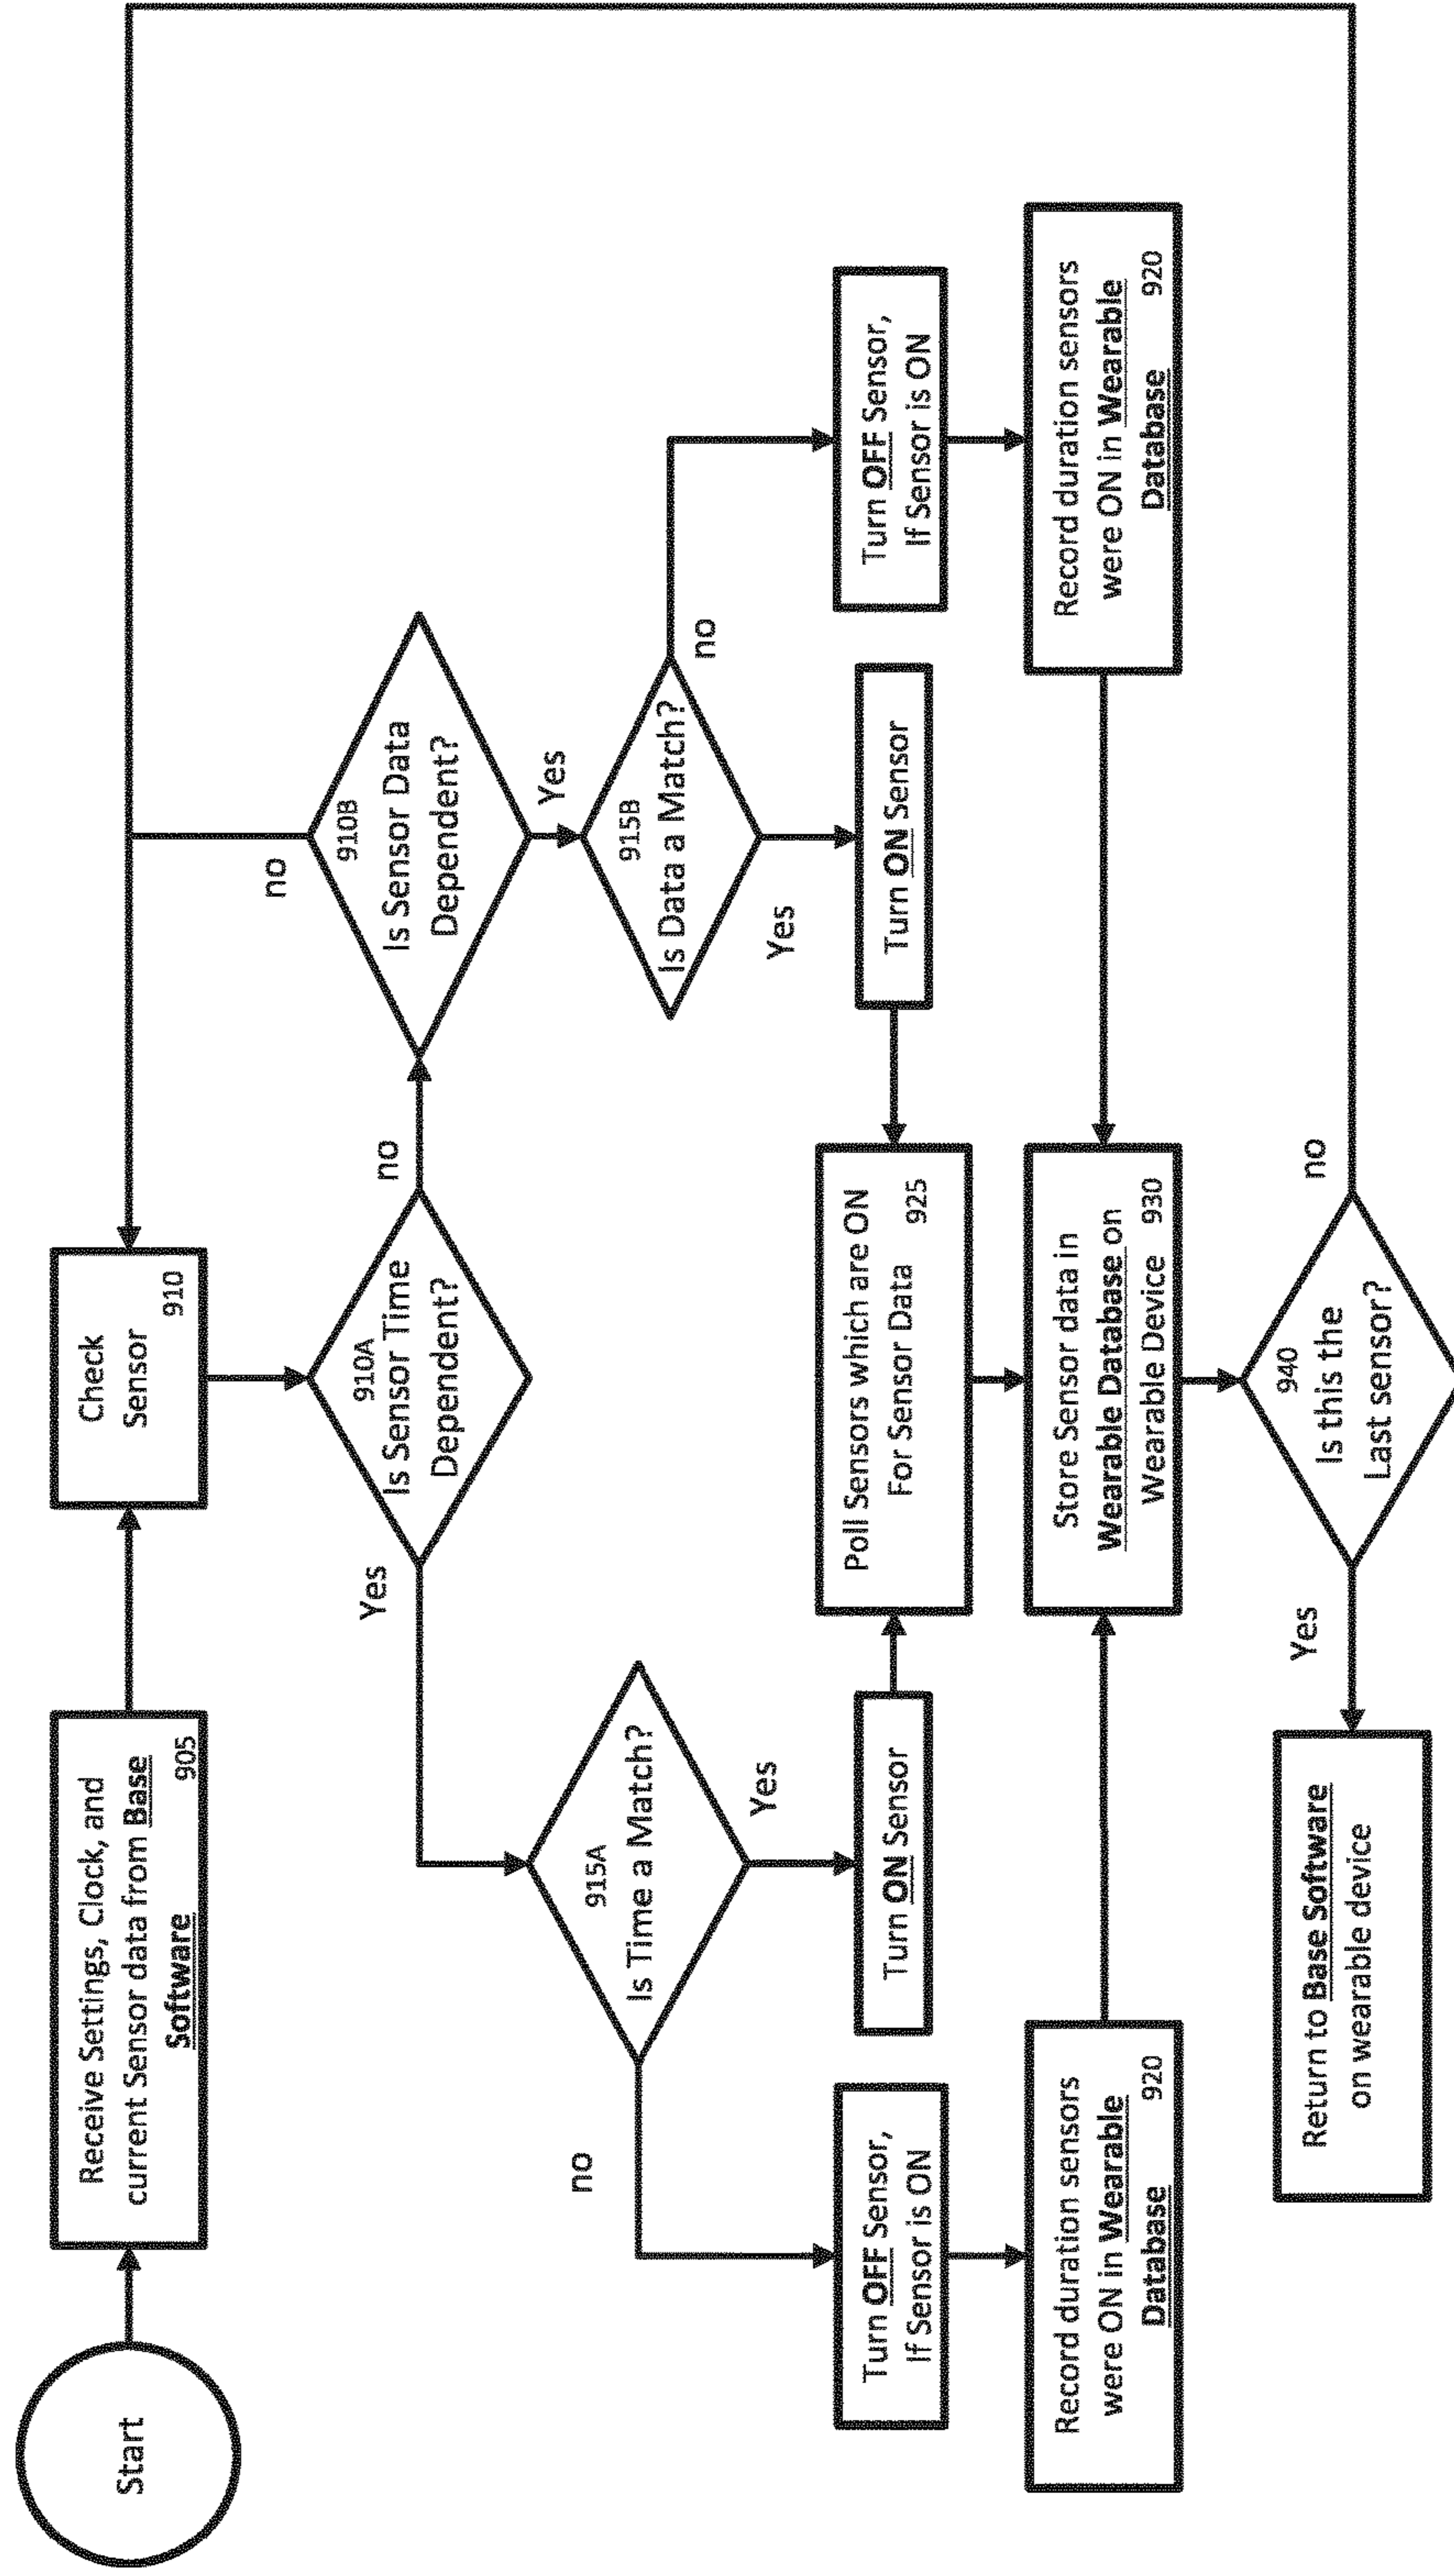 Start
Receive Settings, Clock, and
current Sensor data from Base
Software 905
Check
Sensor
910
910A
Is Sensor Time
Dependent?
Yes
no
910B
Is Sensor Data
Dependent?
no
Yes
915A
Is Time a Match?
no
Yes
915B
Is Data a Match?
Yes
no
Turn OFF Sensor,
If Sensor is ON
Turn ON Sensor
Poll Sensors which are ON
For Sensor Data 925
Turn ON Sensor
Turn OFF Sensor,
If Sensor is ON
Record duration sensors
were ON in Wearable
Database 920
Store Sensor data in
Wearable Database on
Wearable Device 930
Record duration sensors
were ON in Wearable
Database 920
940
Is this the
Last sensor?
Yes
no
Return to Base Software
on wearable device